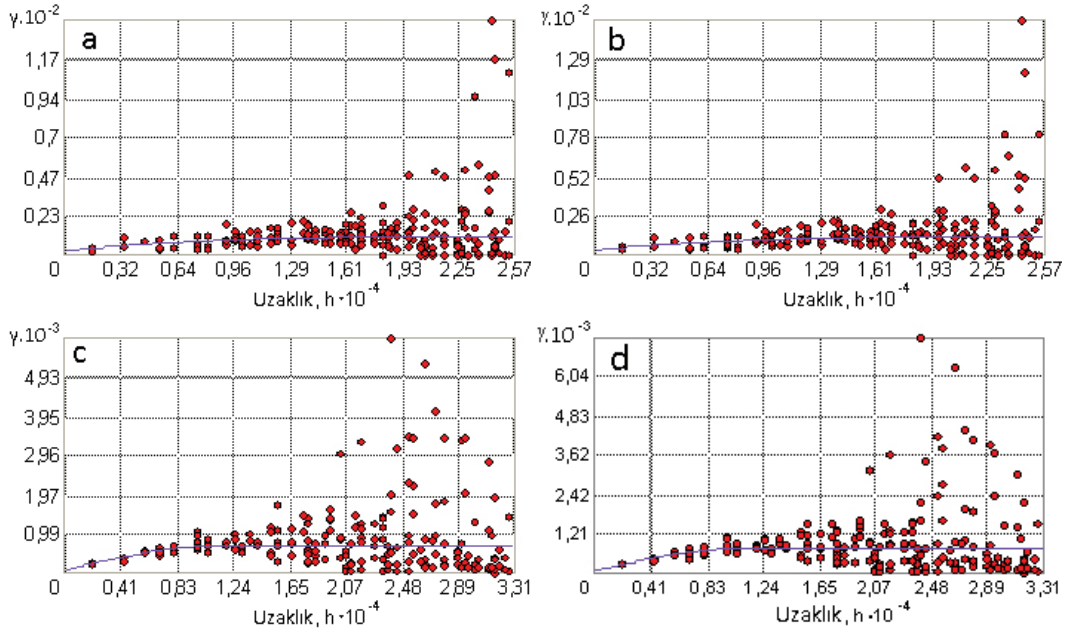 γ.10⁻²
a
1,17
0,94
0,7
0,47
0,23
0 0,32 0,64 0,96 1,29 1,61 1,93 2,25 2,57
Uzaklık, h·10⁻⁴
γ.10⁻²
b
1,29
1,03
0,78
0,52
0,26
0 0,32 0,64 0,96 1,29 1,61 1,93 2,25 2,57
Uzaklık, h·10⁻⁴
γ.10⁻³
c
4,93
3,95
2,96
1,97
0,99
0 0,41 0,83 1,24 1,65 2,07 2,48 2,89 3,31
Uzaklık, h·10⁻⁴
γ.10⁻³
d
6,04
4,83
3,62
2,42
1,21
0 0,41 0,83 1,24 1,65 2,07 2,48 2,89 3,31
Uzaklık, h·10⁻⁴